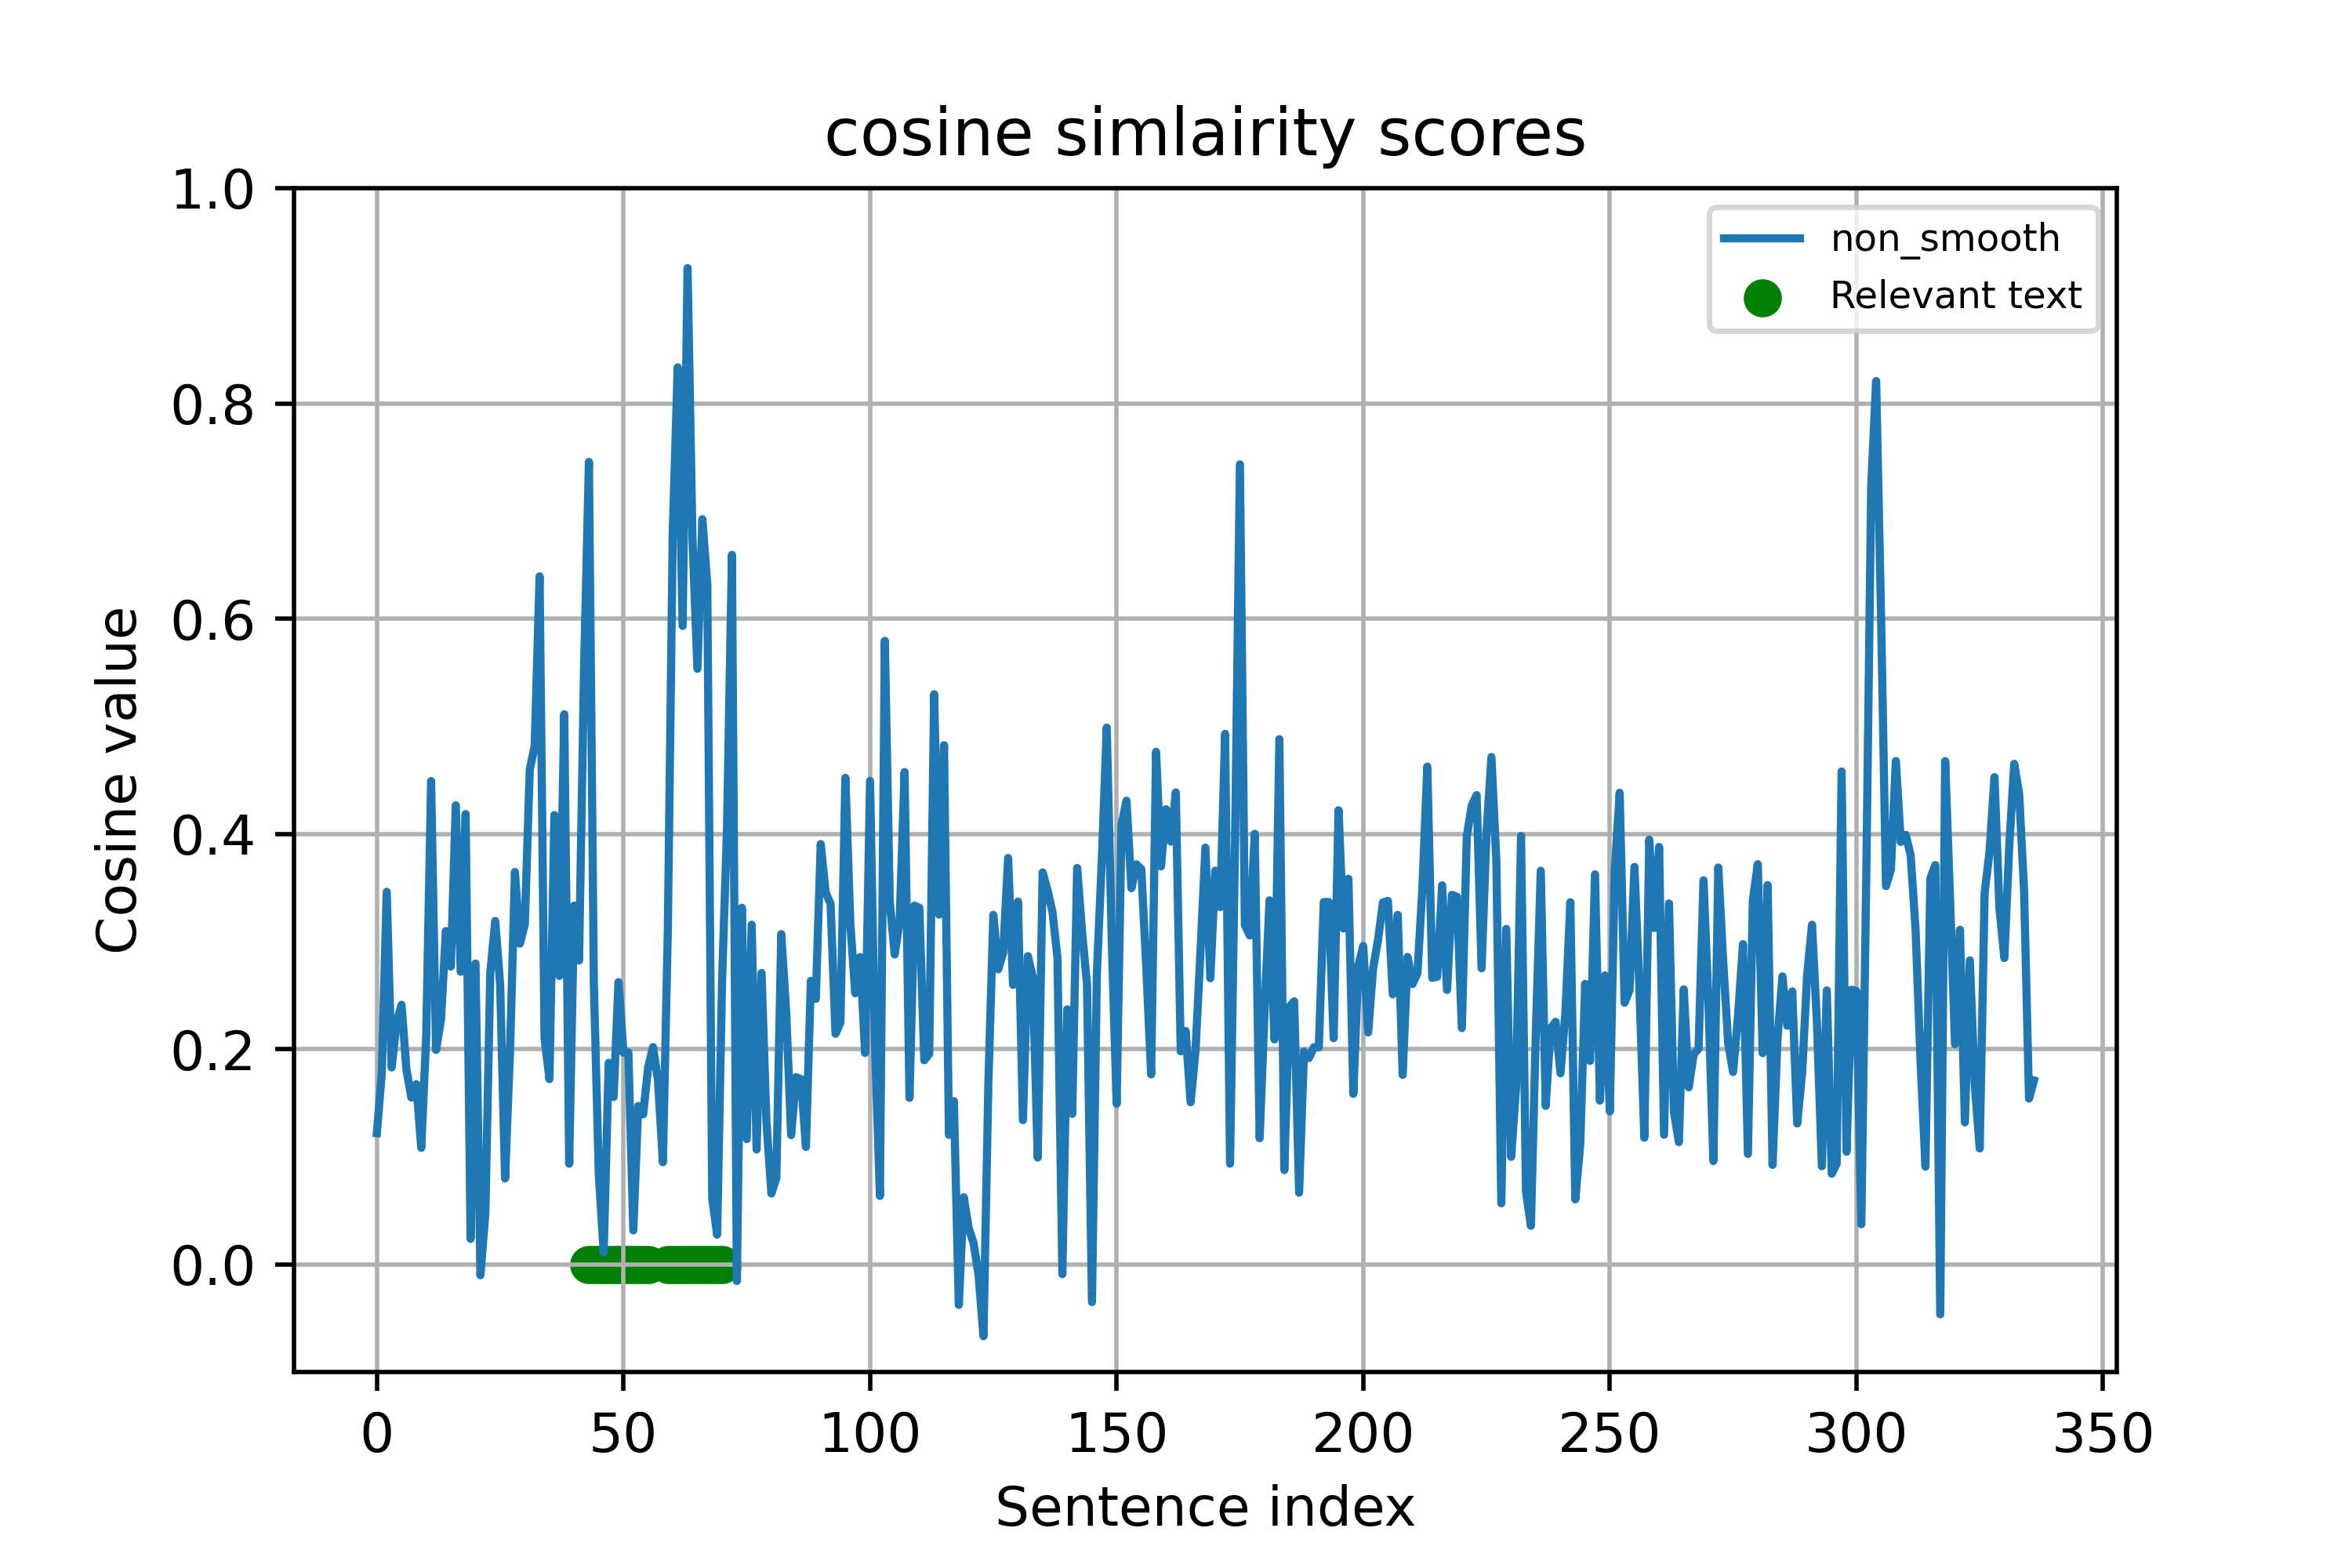 cosine simlairity scores
non_smooth
Relevant text
Cosine value
1.0
0.8
0.6
0.4
0.2
0.0
0 50 100 150 200 250 300 350
Sentence index